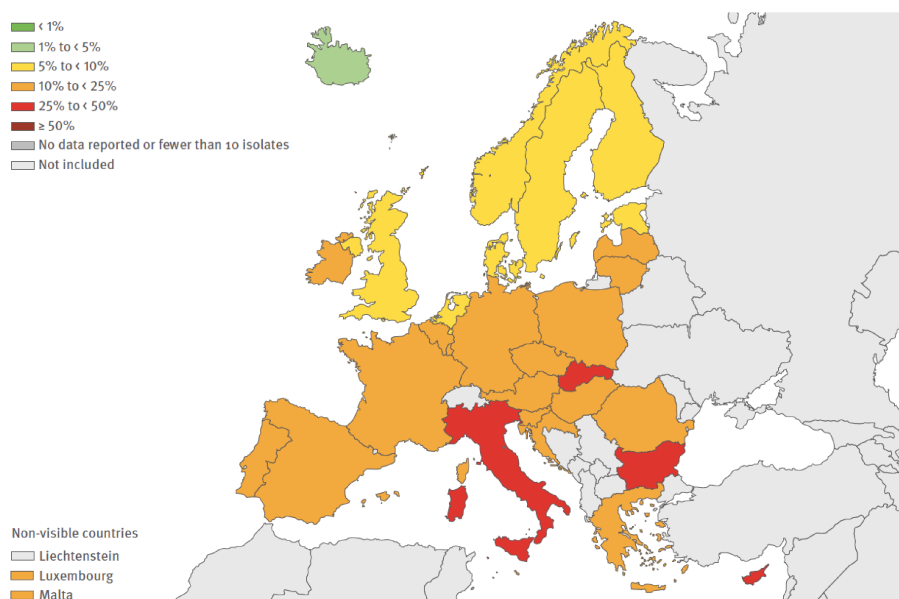 < 1%
1% to < 5%
5% to < 10%
10% to < 25%
25% to < 50%
≥ 50%
No data reported or fewer than 10 isolates
Not included
Non-visible countries
Liechtenstein
Luxembourg
Malta